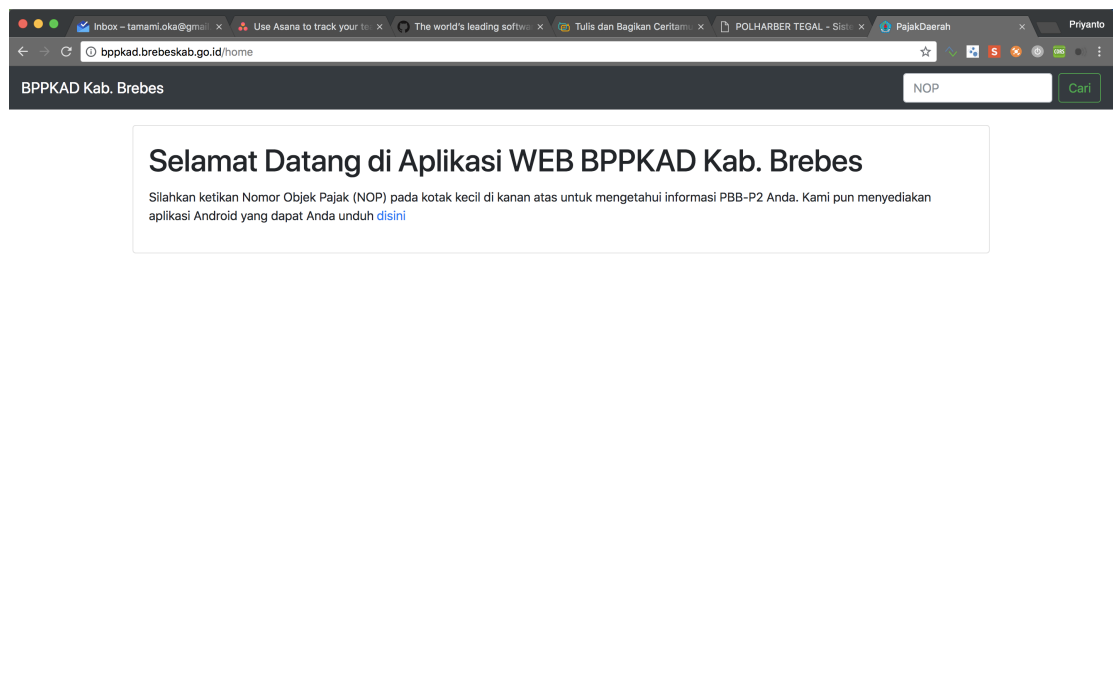 Inbox – tamami.oka@gmail
Use Asana to track your te
The world's leading softwa
Tulis dan Bagikan Ceritamu
POLHARBER TEGAL - Siste
PajakDaerah
Priyanto
bppkad.brebeskab.go.id/home
S
CORS
BPPKAD Kab. Brebes
NOP
Cari
Selamat Datang di Aplikasi WEB BPPKAD Kab. Brebes
Silahkan ketikan Nomor Objek Pajak (NOP) pada kotak kecil di kanan atas untuk mengetahui informasi PBB-P2 Anda. Kami pun menyediakan
aplikasi Android yang dapat Anda unduh disini